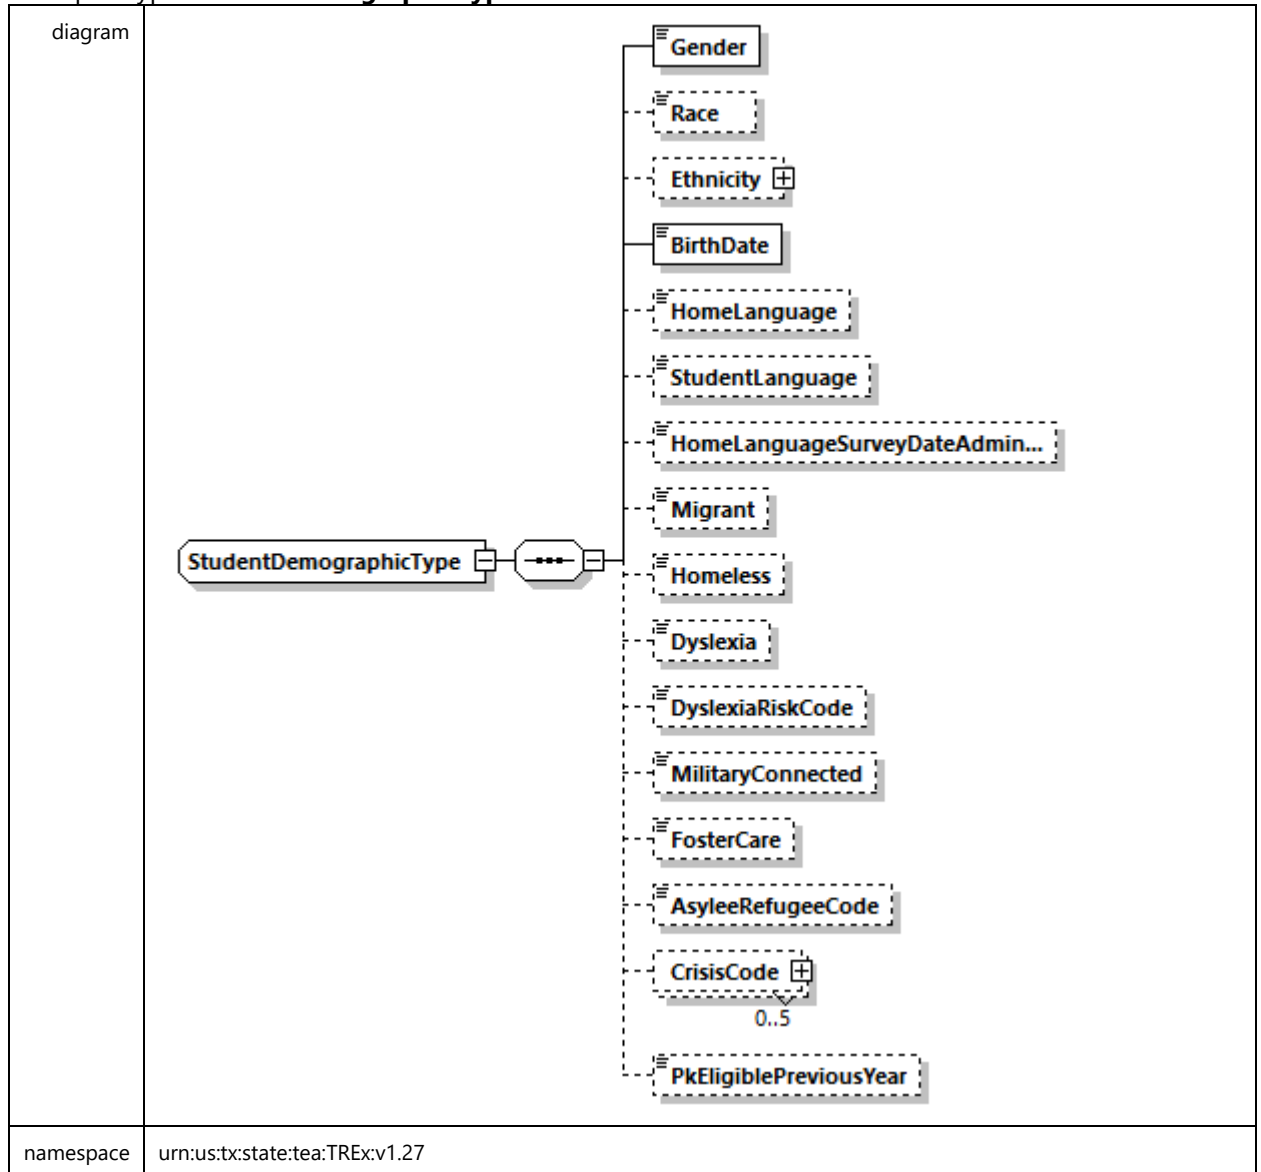 diagram
Gender
Race
Ethnicity
BirthDate
HomeLanguage
StudentLanguage
HomeLanguageSurveyDateAdmin...
Migrant
StudentDemographicType
Homeless
Dyslexia
DyslexiaRiskCode
MilitaryConnected
FosterCare
AsyleeRefugeeCode
CrisisCode
0..5
PkEligiblePreviousYear
namespace urn:us:tx:state:tea:TREx:v1.27